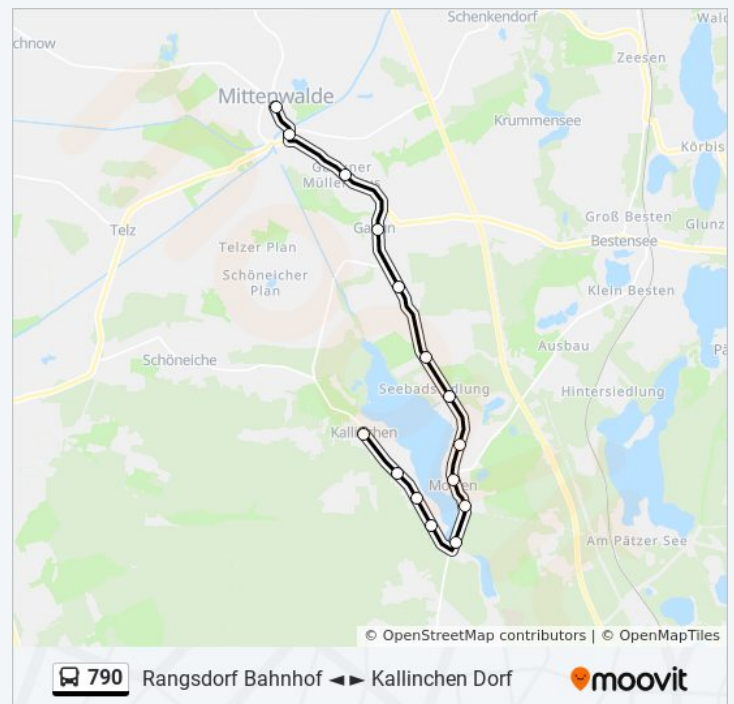 Schenkendorf
Wald
chnow
Zeesen
Mittenwalde
Krummensee
Körbis
Groß Besten
Glunz
Telz
Bestensee
Telzer Plan
Schöneicher
Plan
Klein Besten
Ausbau
Schöneiche
Seebadsiedlung
Hintersiedlung
Am Pätzer See
© OpenStreetMap contributors | © OpenMapTiles
790 Rangsdorf Bahnhof ◄ ► Kallinchen Dorf
moovit